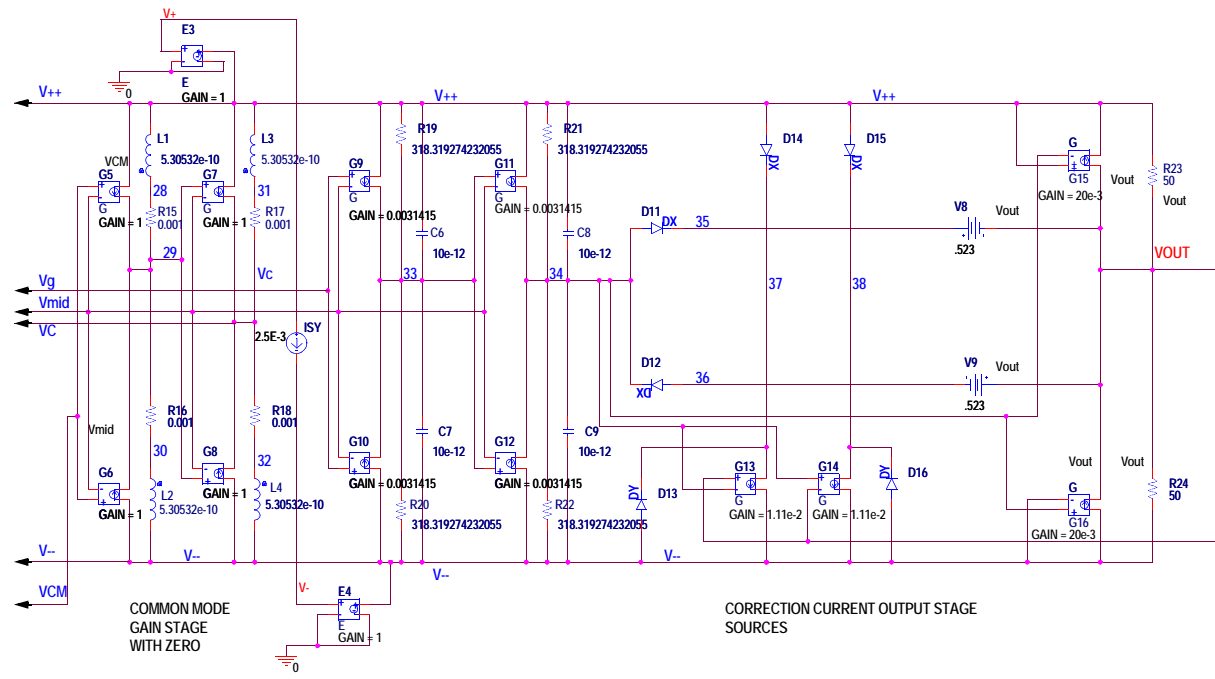 V+
E3
0
E
GAIN = 1
V++
V++
V++
L1
5.30532e-10
L3
5.30532e-10
R19
318.319274232055
R21
318.319274232055
D14
DX
D15
DX
VCM
G5
G
GAIN = 1
28
R15
0.001
G7
G
GAIN = 1
31
R17
0.001
G9
G
GAIN = 0.0031415
G11
G
GAIN = 0.0031415
G
G15
GAIN = 20e-3
Vout
R23
50
Vout
C6
10e-12
C8
10e-12
D11
DX
35
V8
Vout
.523
29
Vc
Vg
Vmid
VC
33
34
37
38
VOUT
2.5E-3
ISY
D12
DX
36
V9
Vout
.523
R16
0.001
R18
0.001
Vmid
30
G6
G
GAIN = 1
L2
5.30532e-10
G8
G
GAIN = 1
32
L4
5.30532e-10
G10
G
GAIN = 0.0031415
C7
10e-12
G12
G
GAIN = 0.0031415
C9
10e-12
R20
318.319274232055
R22
318.319274232055
DY
D13
G13
G
GAIN = 1.11e-2
G14
G
GAIN = 1.11e-2
DY
D16
Vout
Vout
G
G16
GAIN = 20e-3
R24
50
V--
V--
V--
V--
VCM
V-
E4
E
GAIN = 1
0
COMMON MODE
GAIN STAGE
WITH ZERO
CORRECTION CURRENT OUTPUT STAGE
SOURCES